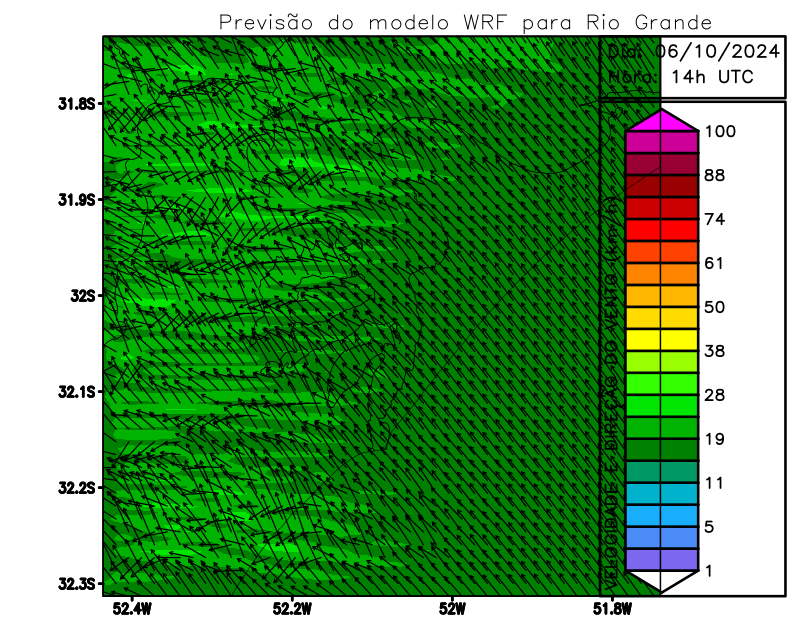 Previsão do modelo WRF para Rio Grande
Dia: 06/10/2024
Hora: 14h UTC
31.8S
31.9S
32S
32.1S
32.2S
32.3S
52.4W
52.2W
52W
51.8W
VELOCIDADE E DIREÇÃO DO VENTO (km/h)
100
88
74
61
50
38
28
19
11
5
1